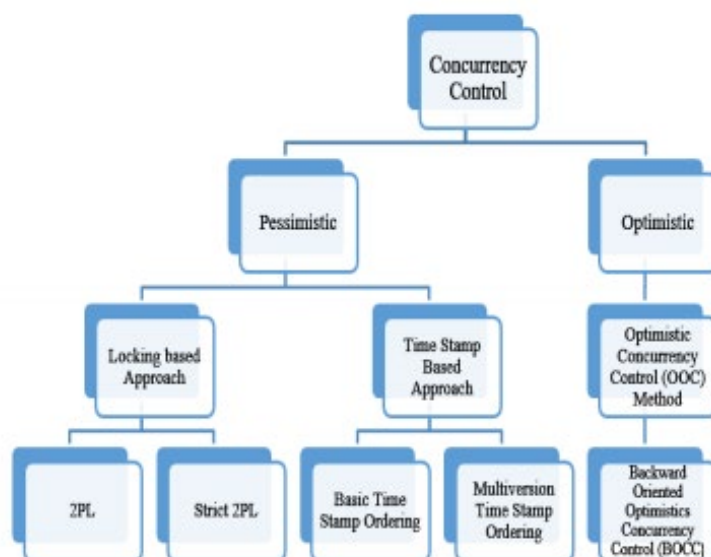 Concurrency
Control
Pessimistic
Optimistic
Locking based
Approach
Time Stamp
Based
Approach
Optimistic
Concurrency
Control (OOC)
Method
2PL
Strict 2PL
Basic Time
Stamp Ordering
Multiversion
Time Stamp
Ordering
Backward
Oriented
Optimistics
Concurrency
Control (BOCC)